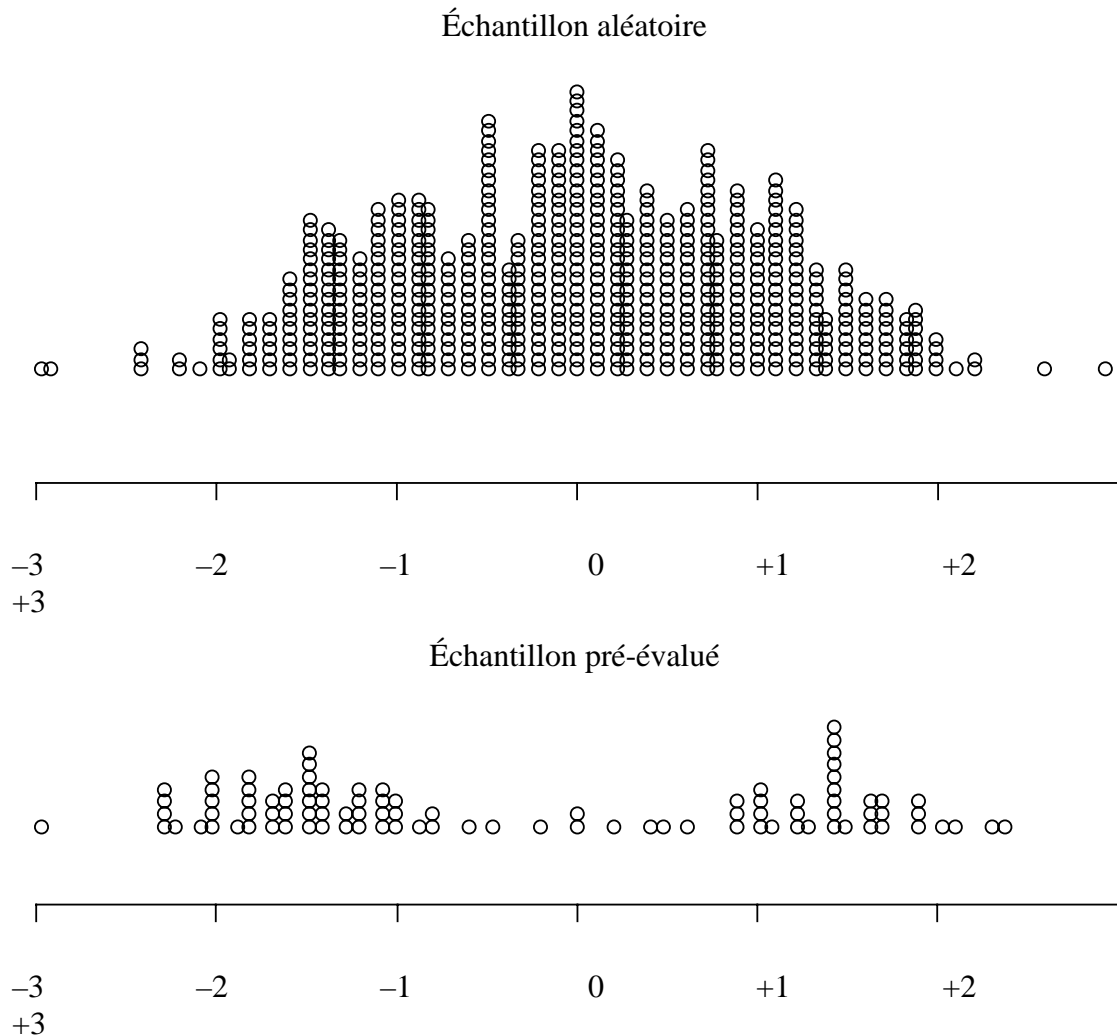 Échantillon aléatoire
–3 –2 –1 0 +1 +2
+3
Échantillon pré-évalué
–3 –2 –1 0 +1 +2
+3